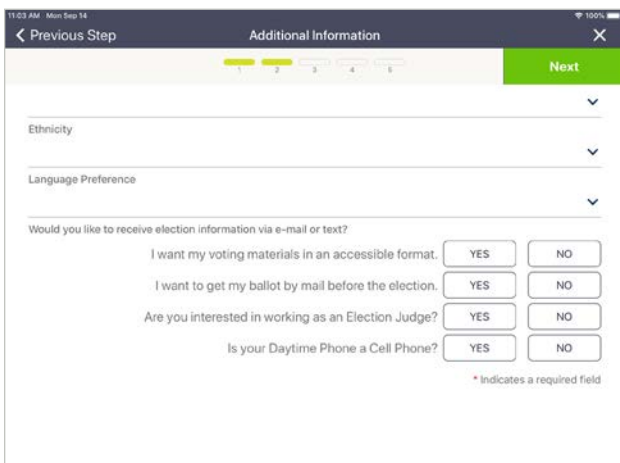 11:03 AM Mon Sep 14 100%
Previous Step Additional Information
1 2 3 4 5 Next
Ethnicity
Language Preference
Would you like to receive election information via e-mail or text?
I want my voting materials in an accessible format. YES NO
I want to get my ballot by mail before the election. YES NO
Are you interested in working as an Election Judge? YES NO
Is your Daytime Phone a Cell Phone? YES NO
* Indicates a required field